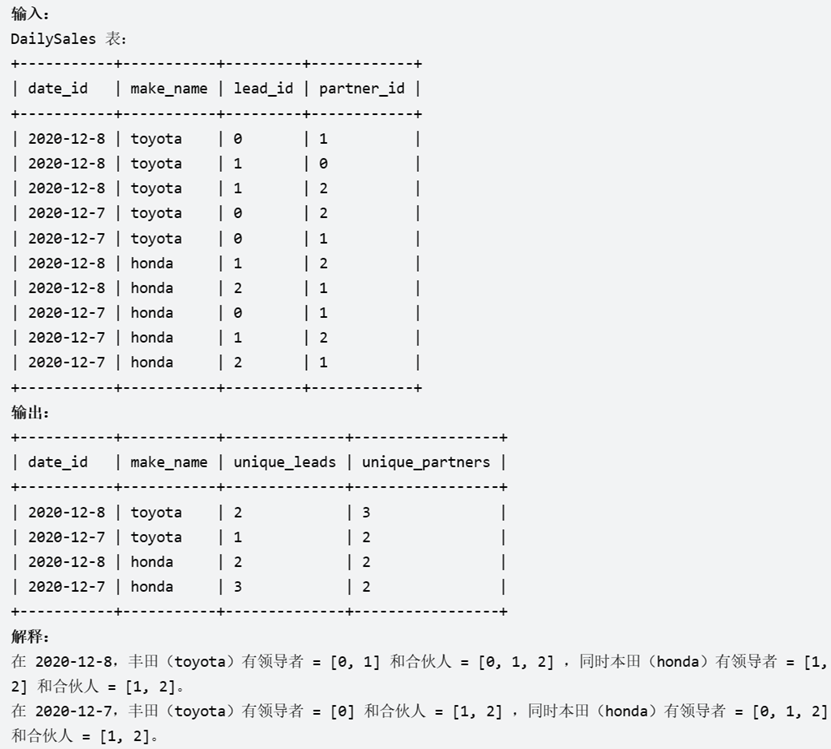 输入：
DailySales 表：
+-----------+-----------+---------+------------+
| date_id   | make_name | lead_id | partner_id |
+-----------+-----------+---------+------------+
| 2020-12-8 | toyota    | 0       | 1          |
| 2020-12-8 | toyota    | 1       | 0          |
| 2020-12-8 | toyota    | 1       | 2          |
| 2020-12-7 | toyota    | 0       | 2          |
| 2020-12-7 | toyota    | 0       | 1          |
| 2020-12-8 | honda     | 1       | 2          |
| 2020-12-8 | honda     | 2       | 1          |
| 2020-12-7 | honda     | 0       | 1          |
| 2020-12-7 | honda     | 1       | 2          |
| 2020-12-7 | honda     | 2       | 1          |
+-----------+-----------+---------+------------+
输出：
+-----------+-----------+--------------+-----------------+
| date_id   | make_name | unique_leads | unique_partners |
+-----------+-----------+--------------+-----------------+
| 2020-12-8 | toyota    | 2            | 3               |
| 2020-12-7 | toyota    | 1            | 2               |
| 2020-12-8 | honda     | 2            | 2               |
| 2020-12-7 | honda     | 3            | 2               |
+-----------+-----------+--------------+-----------------+
解释：
在 2020-12-8，丰田（toyota）有领导者 = [0, 1] 和合伙人 = [0, 1, 2] ，同时本田（honda）有领导者 = [1,
2] 和合伙人 = [1, 2]。
在 2020-12-7，丰田（toyota）有领导者 = [0] 和合伙人 = [1, 2] ，同时本田（honda）有领导者 = [0, 1, 2]
和合伙人 = [1, 2]。